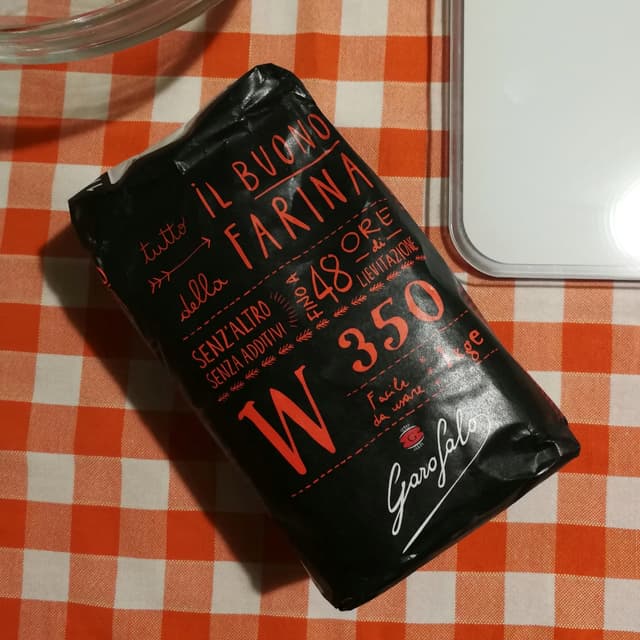 tutto il BUONO
della FARINA
SENZ'ALTRO
SENZA ADDITIVI
FINO A 48 ORE di
LIEVITAZIONE
W 350
Facile
da usare
Garofalo